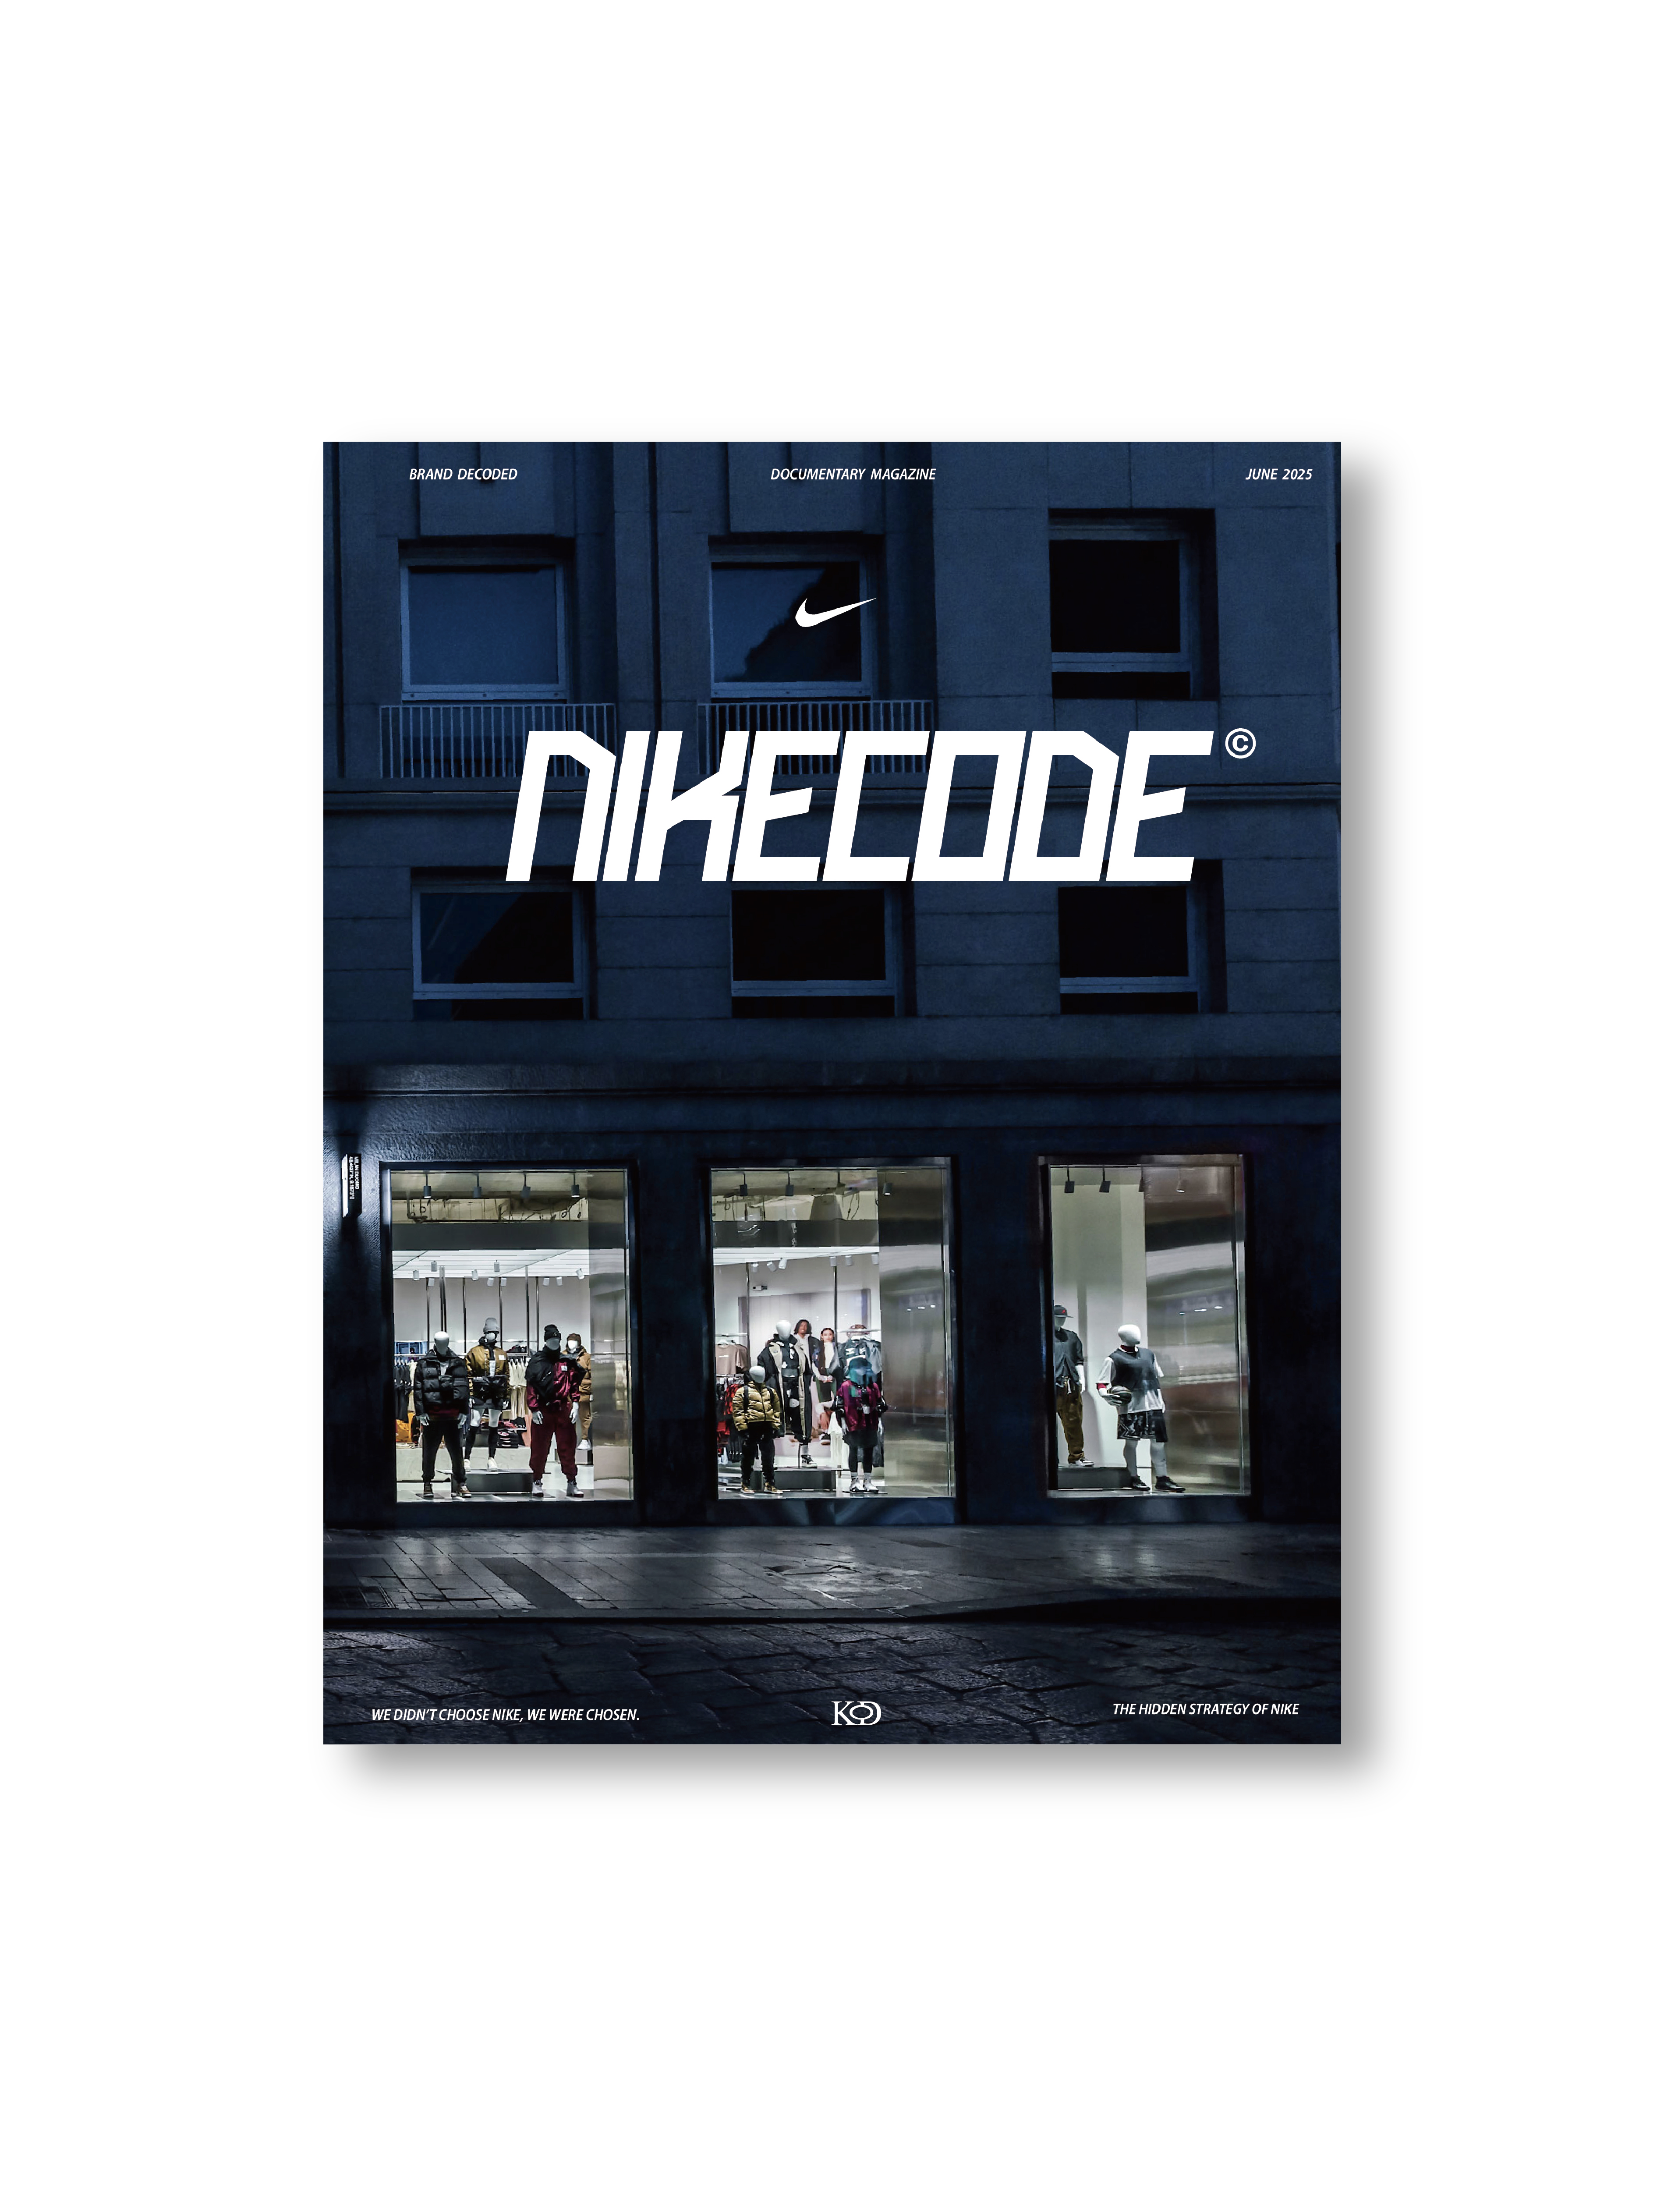 BRAND DECODED
DOCUMENTARY MAGAZINE
JUNE 2025
NIKECODE©
WE DIDN'T CHOOSE NIKE, WE WERE CHOSEN.
KOD
THE HIDDEN STRATEGY OF NIKE